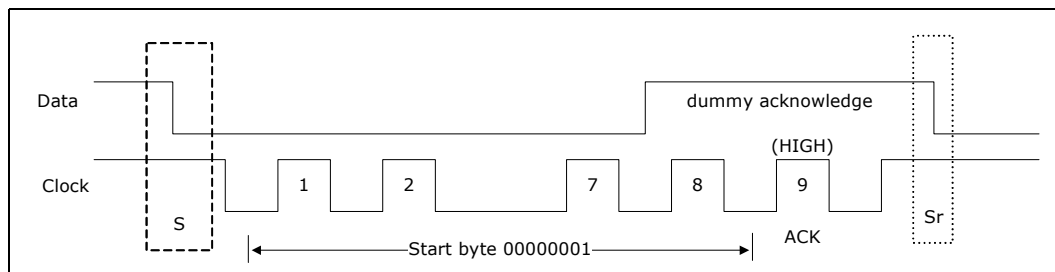 Data
dummy acknowledge
(HIGH)
Clock
1
2
7
8
9
S
Sr
ACK
Start byte 00000001